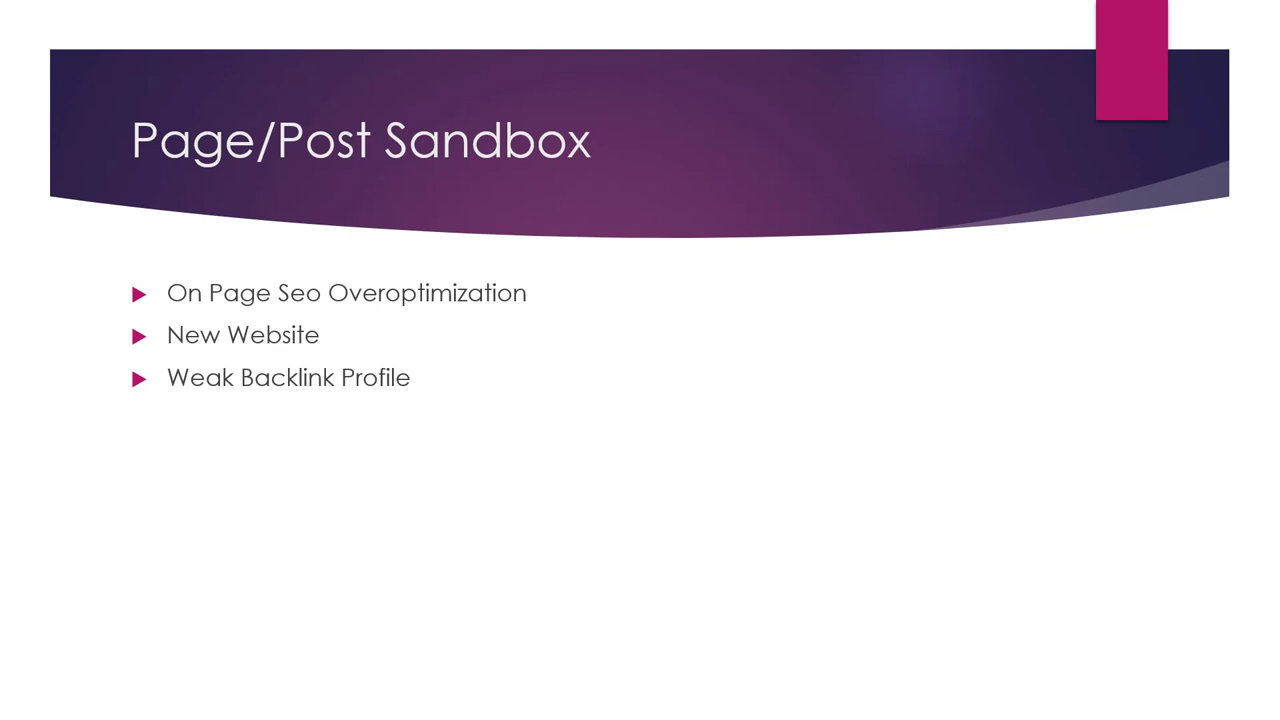 Page/Post Sandbox
On Page Seo Overoptimization
New Website
Weak Backlink Profile